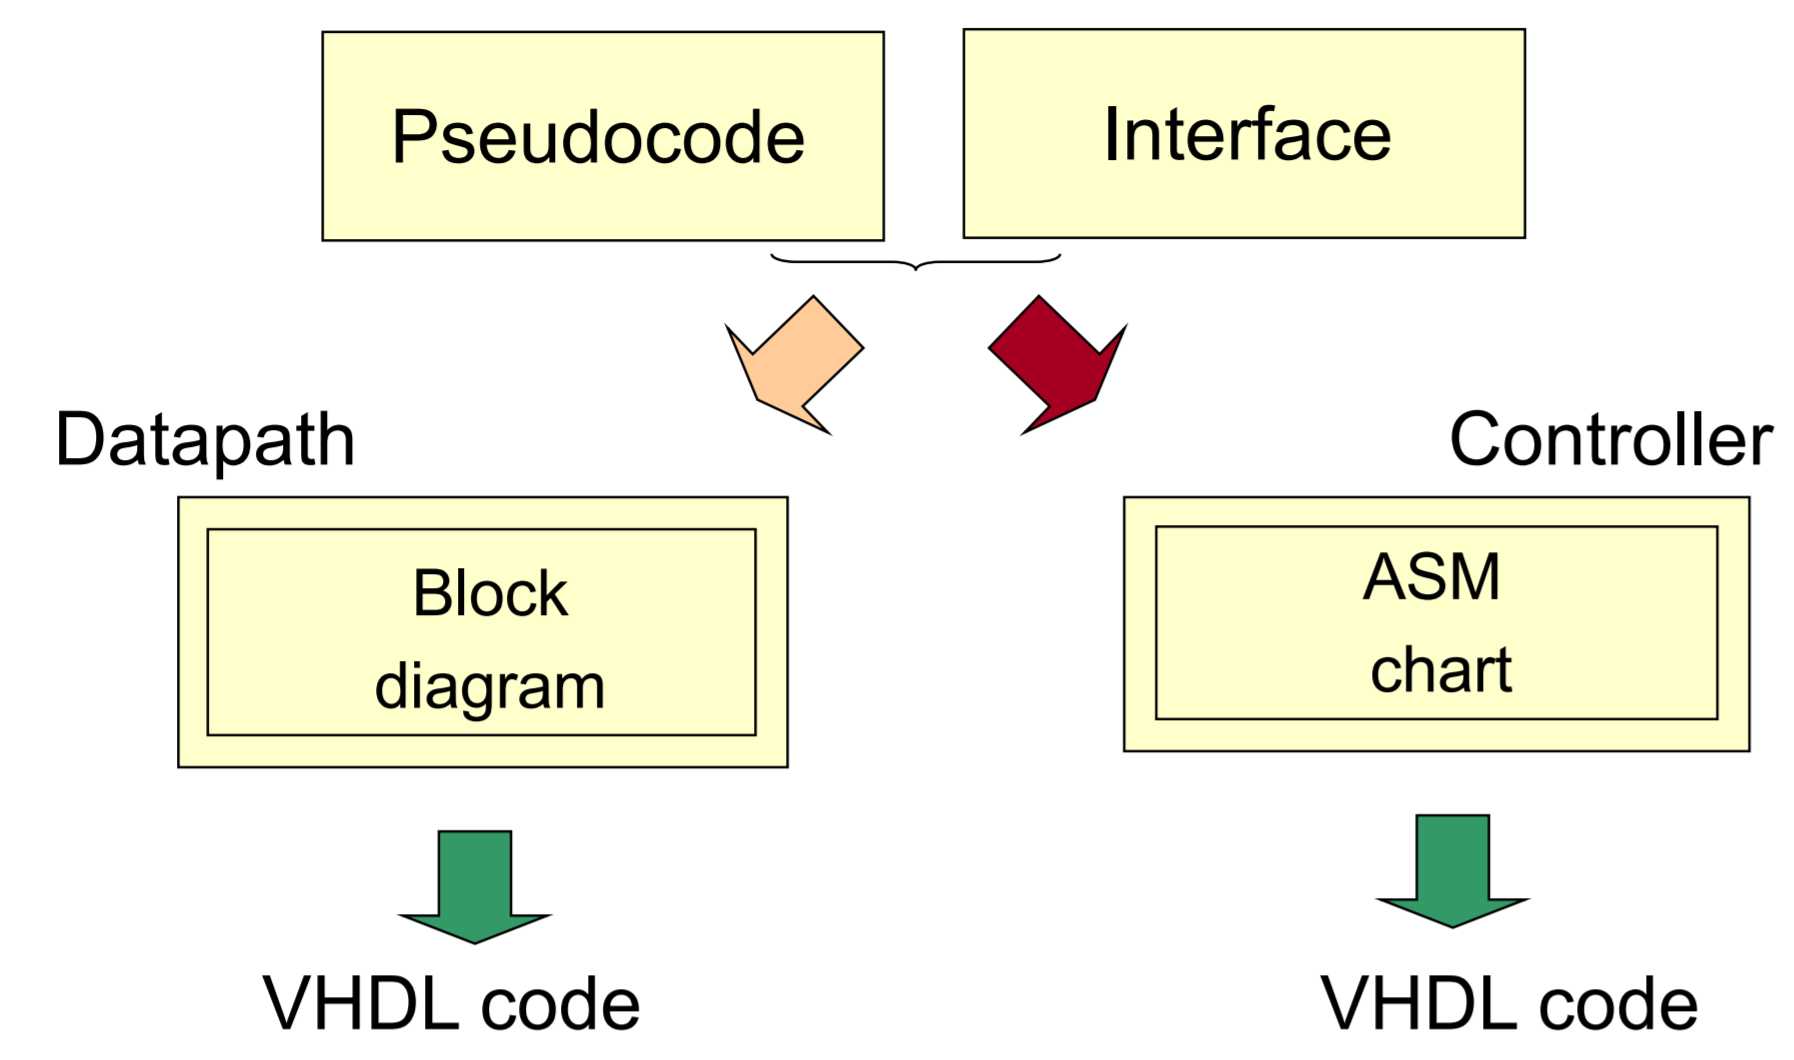 Pseudocode
Interface
Datapath
Controller
Block
diagram
ASM
chart
VHDL code
VHDL code